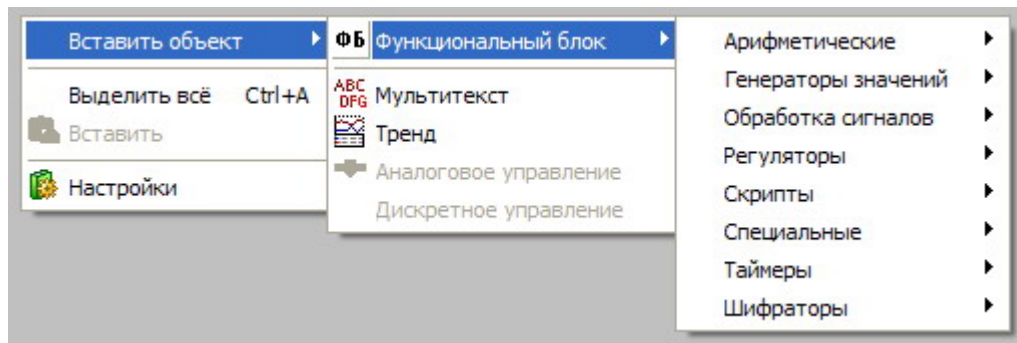 Вставить объект
Выделить всё Ctrl+A
Вставить
Настройки
ФБ Функциональный блок
ABC DFG Мультитекст
Тренд
Аналоговое управление
Дискретное управление
Арифметические
Генераторы значений
Обработка сигналов
Регуляторы
Скрипты
Специальные
Таймеры
Шифраторы